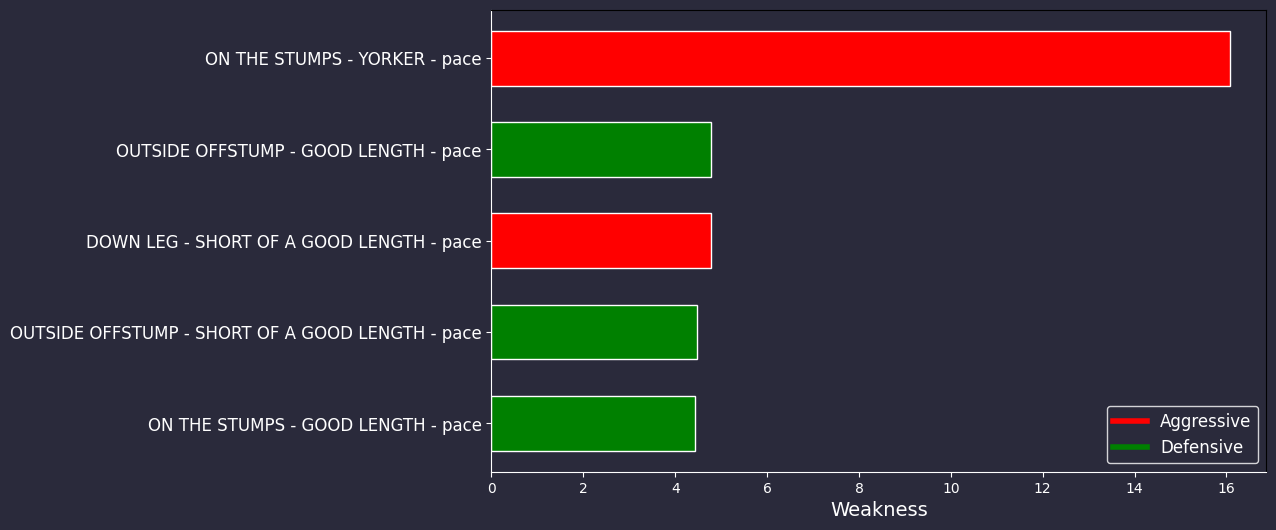 ON THE STUMPS - YORKER - pace
OUTSIDE OFFSTUMP - GOOD LENGTH - pace
DOWN LEG - SHORT OF A GOOD LENGTH - pace
OUTSIDE OFFSTUMP - SHORT OF A GOOD LENGTH - pace
ON THE STUMPS - GOOD LENGTH - pace
Aggressive
Defensive
0 2 4 6 8 10 12 14 16
Weakness